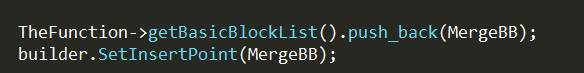 TheFunction->getBasicBlockList().push_back(MergeBB);
builder.SetInsertPoint(MergeBB);